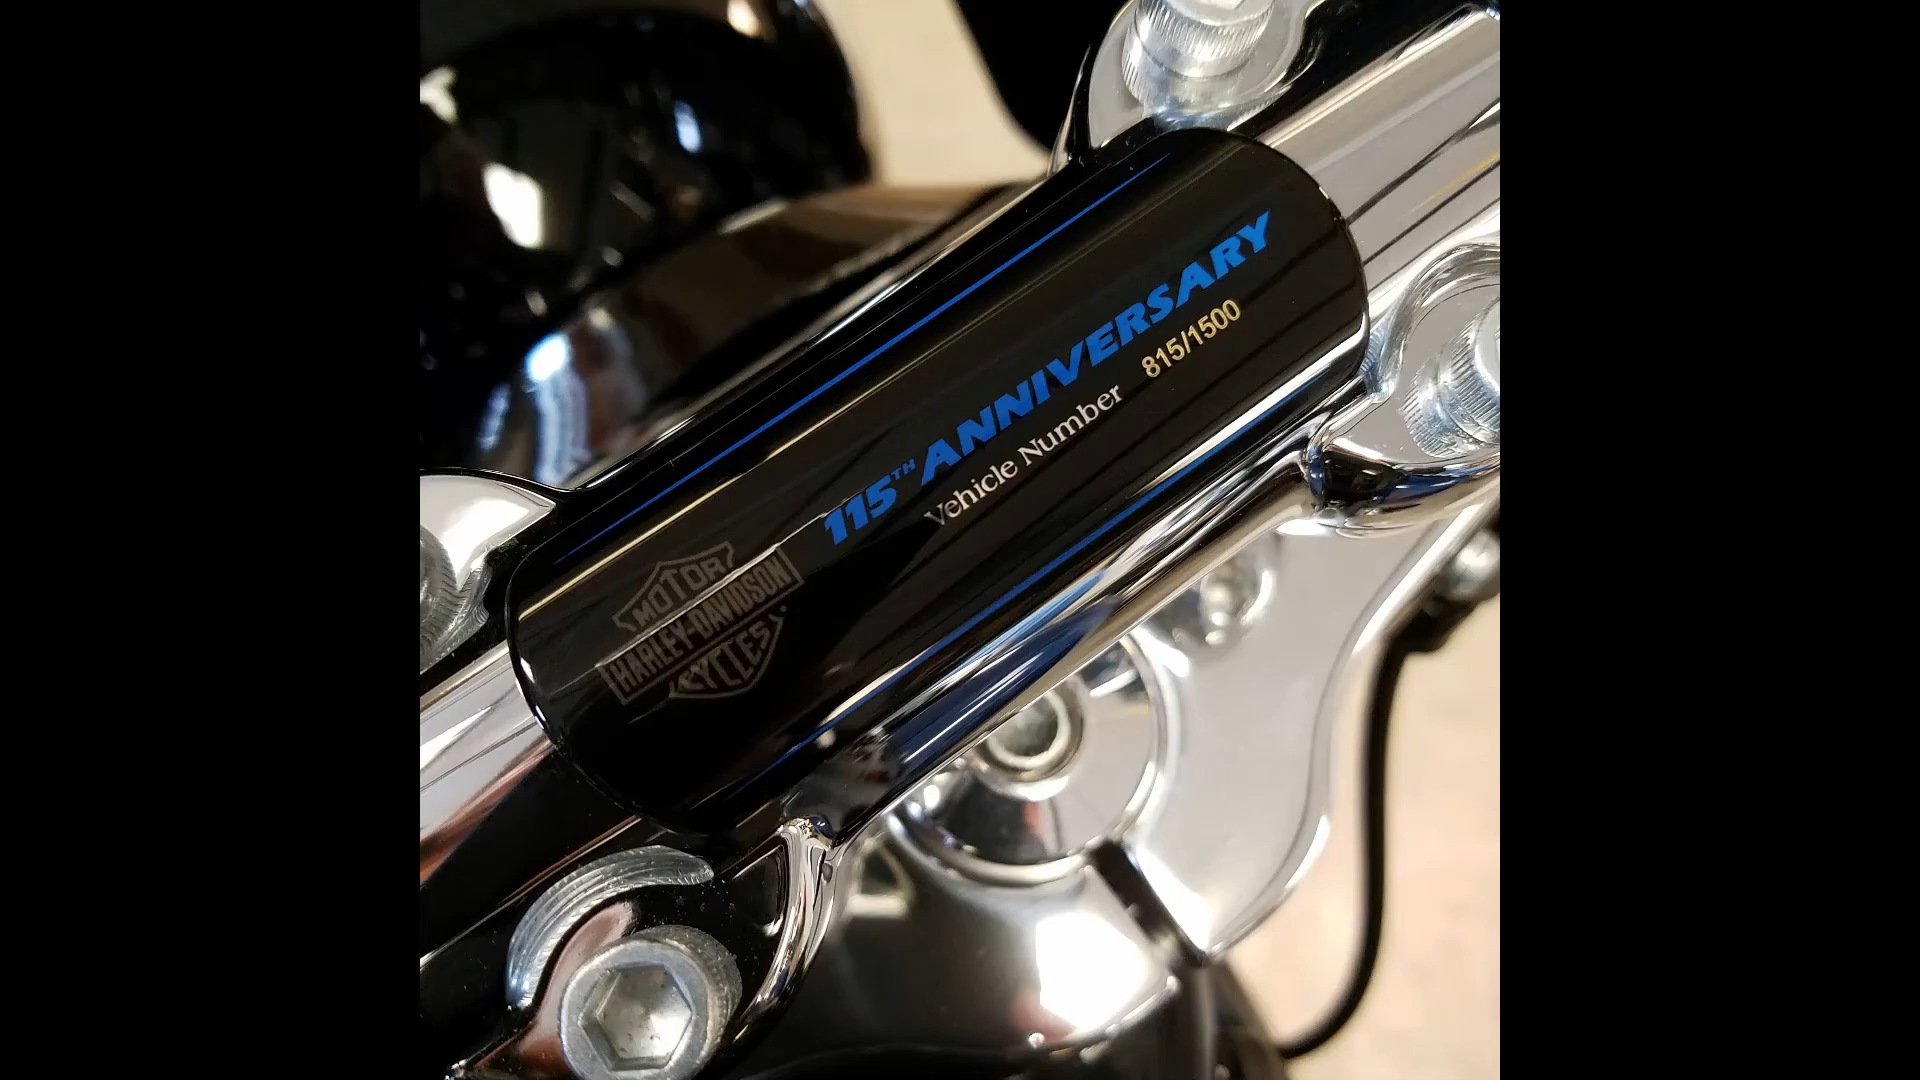 115TH ANNIVERSARY
Vehicle Number 815/1500
MOTOR
HARLEY-DAVIDSON
CYCLES